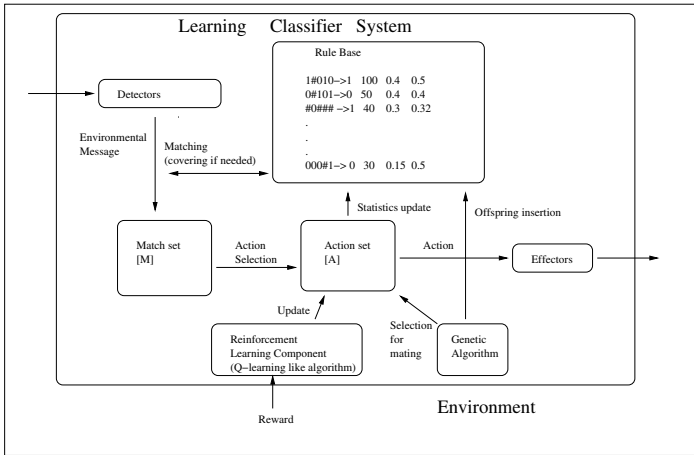 Learning Classifier System
Rule Base
1#010−>1 100 0.4 0.5
0#101−>0 50 0.4 0.4
#0### −>1 40 0.3 0.32
.
.
.
000#1−> 0 30 0.15 0.5
Detectors
Environmental
Message
Matching
(covering if needed)
Statistics update
Offspring insertion
Match set
[M]
Action
Selection
Action set
[A]
Action
Effectors
Update
Selection
for
mating
Reinforcement
Learning Component
(Q−learning like algorithm)
Genetic
Algorithm
Reward
Environment